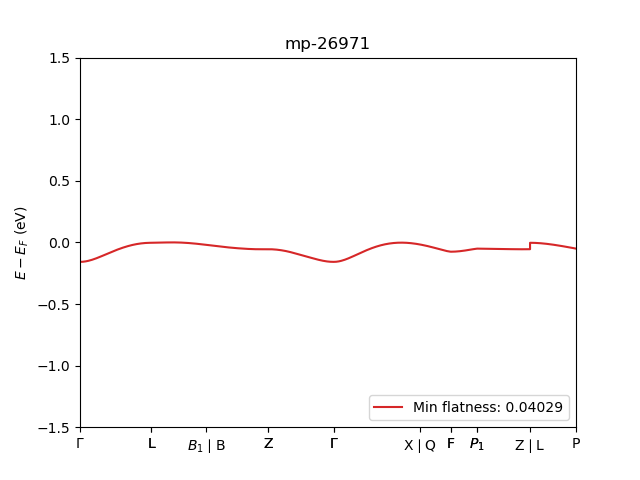 mp-26971
E − E_F (eV)
1.5
1.0
0.5
0.0
−0.5
−1.0
−1.5
Min flatness: 0.04029
Γ L B₁ | B Z Γ X | Q F P₁ Z | L P